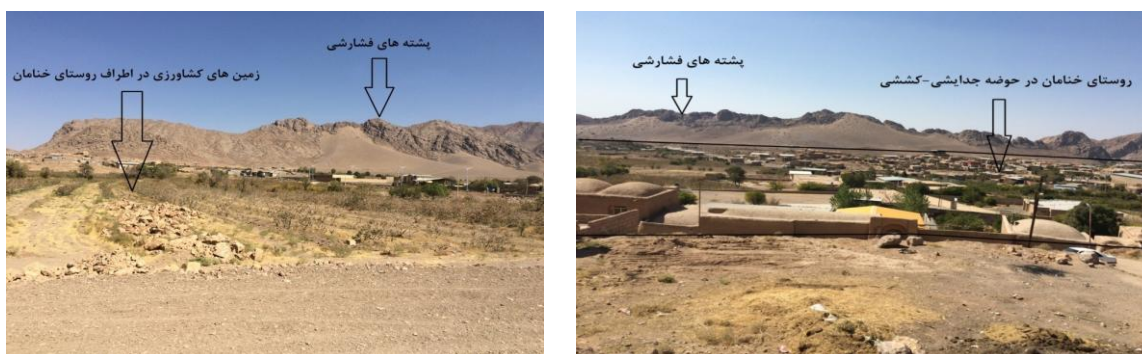 پشته های فشارشی
زمین های کشاورزی در اطراف روستای خنامان
پشته های فشارشی
روستای خنامان در حوضه جدایشی-کششی